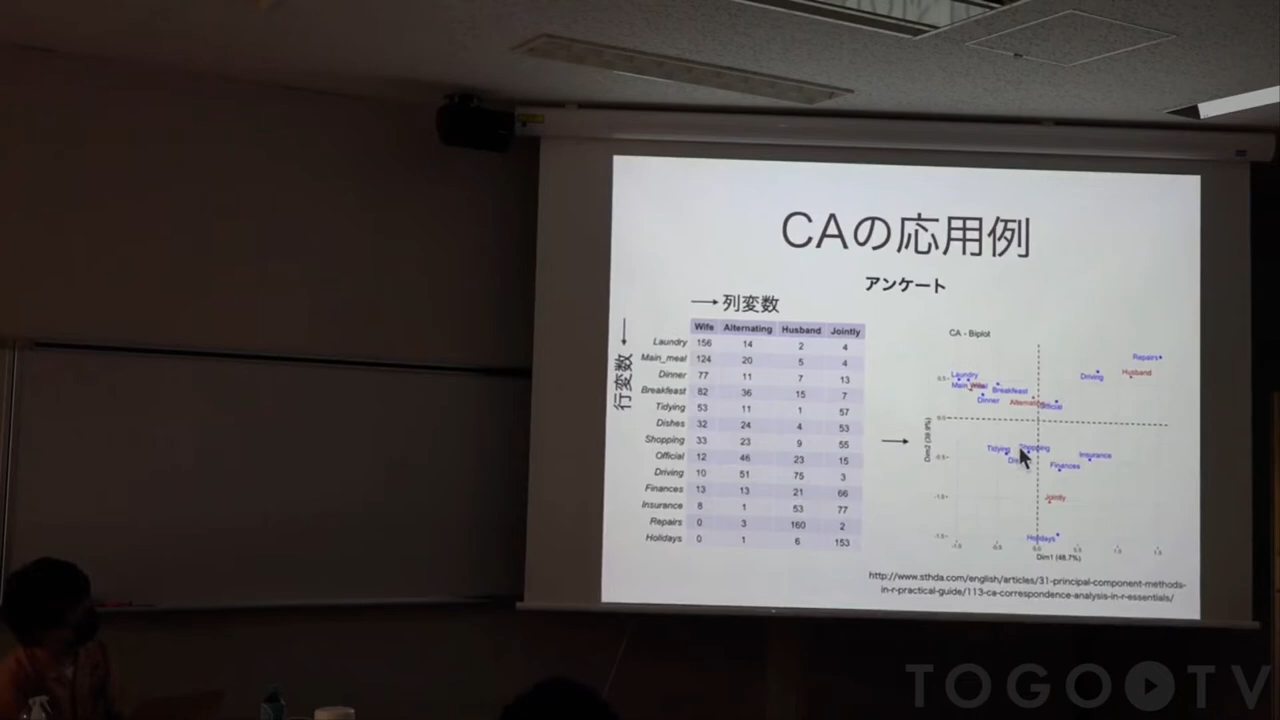 CAの応用例
アンケート
列変数
行変数
Wife Alternating Husband Jointly
Laundry 156 14 2 4
Main_meal 124 20 5 4
Dinner 77 11 7 13
Breakfeast 82 36 15 7
Tidying 53 11 1 57
Dishes 32 24 4 53
Shopping 33 23 9 55
Official 12 46 23 15
Driving 10 51 75 3
Finances 13 13 21 66
Insurance 8 1 53 77
Repairs 0 3 160 2
Holidays 0 1 6 153
CA - Biplot
Repairs
Husband
Driving
Laundry
Main
Breakfeast
Dinner
Tidying
Insurance
Finances
Jointly
Holidays
Dim2 (39.9%)
Dim1 (48.7%)
http://www.sthda.com/english/articles/31-principal-component-methods-
in-r-practical-guide/113-ca-correspondence-analysis-in-r-essentials/
TOGO TV